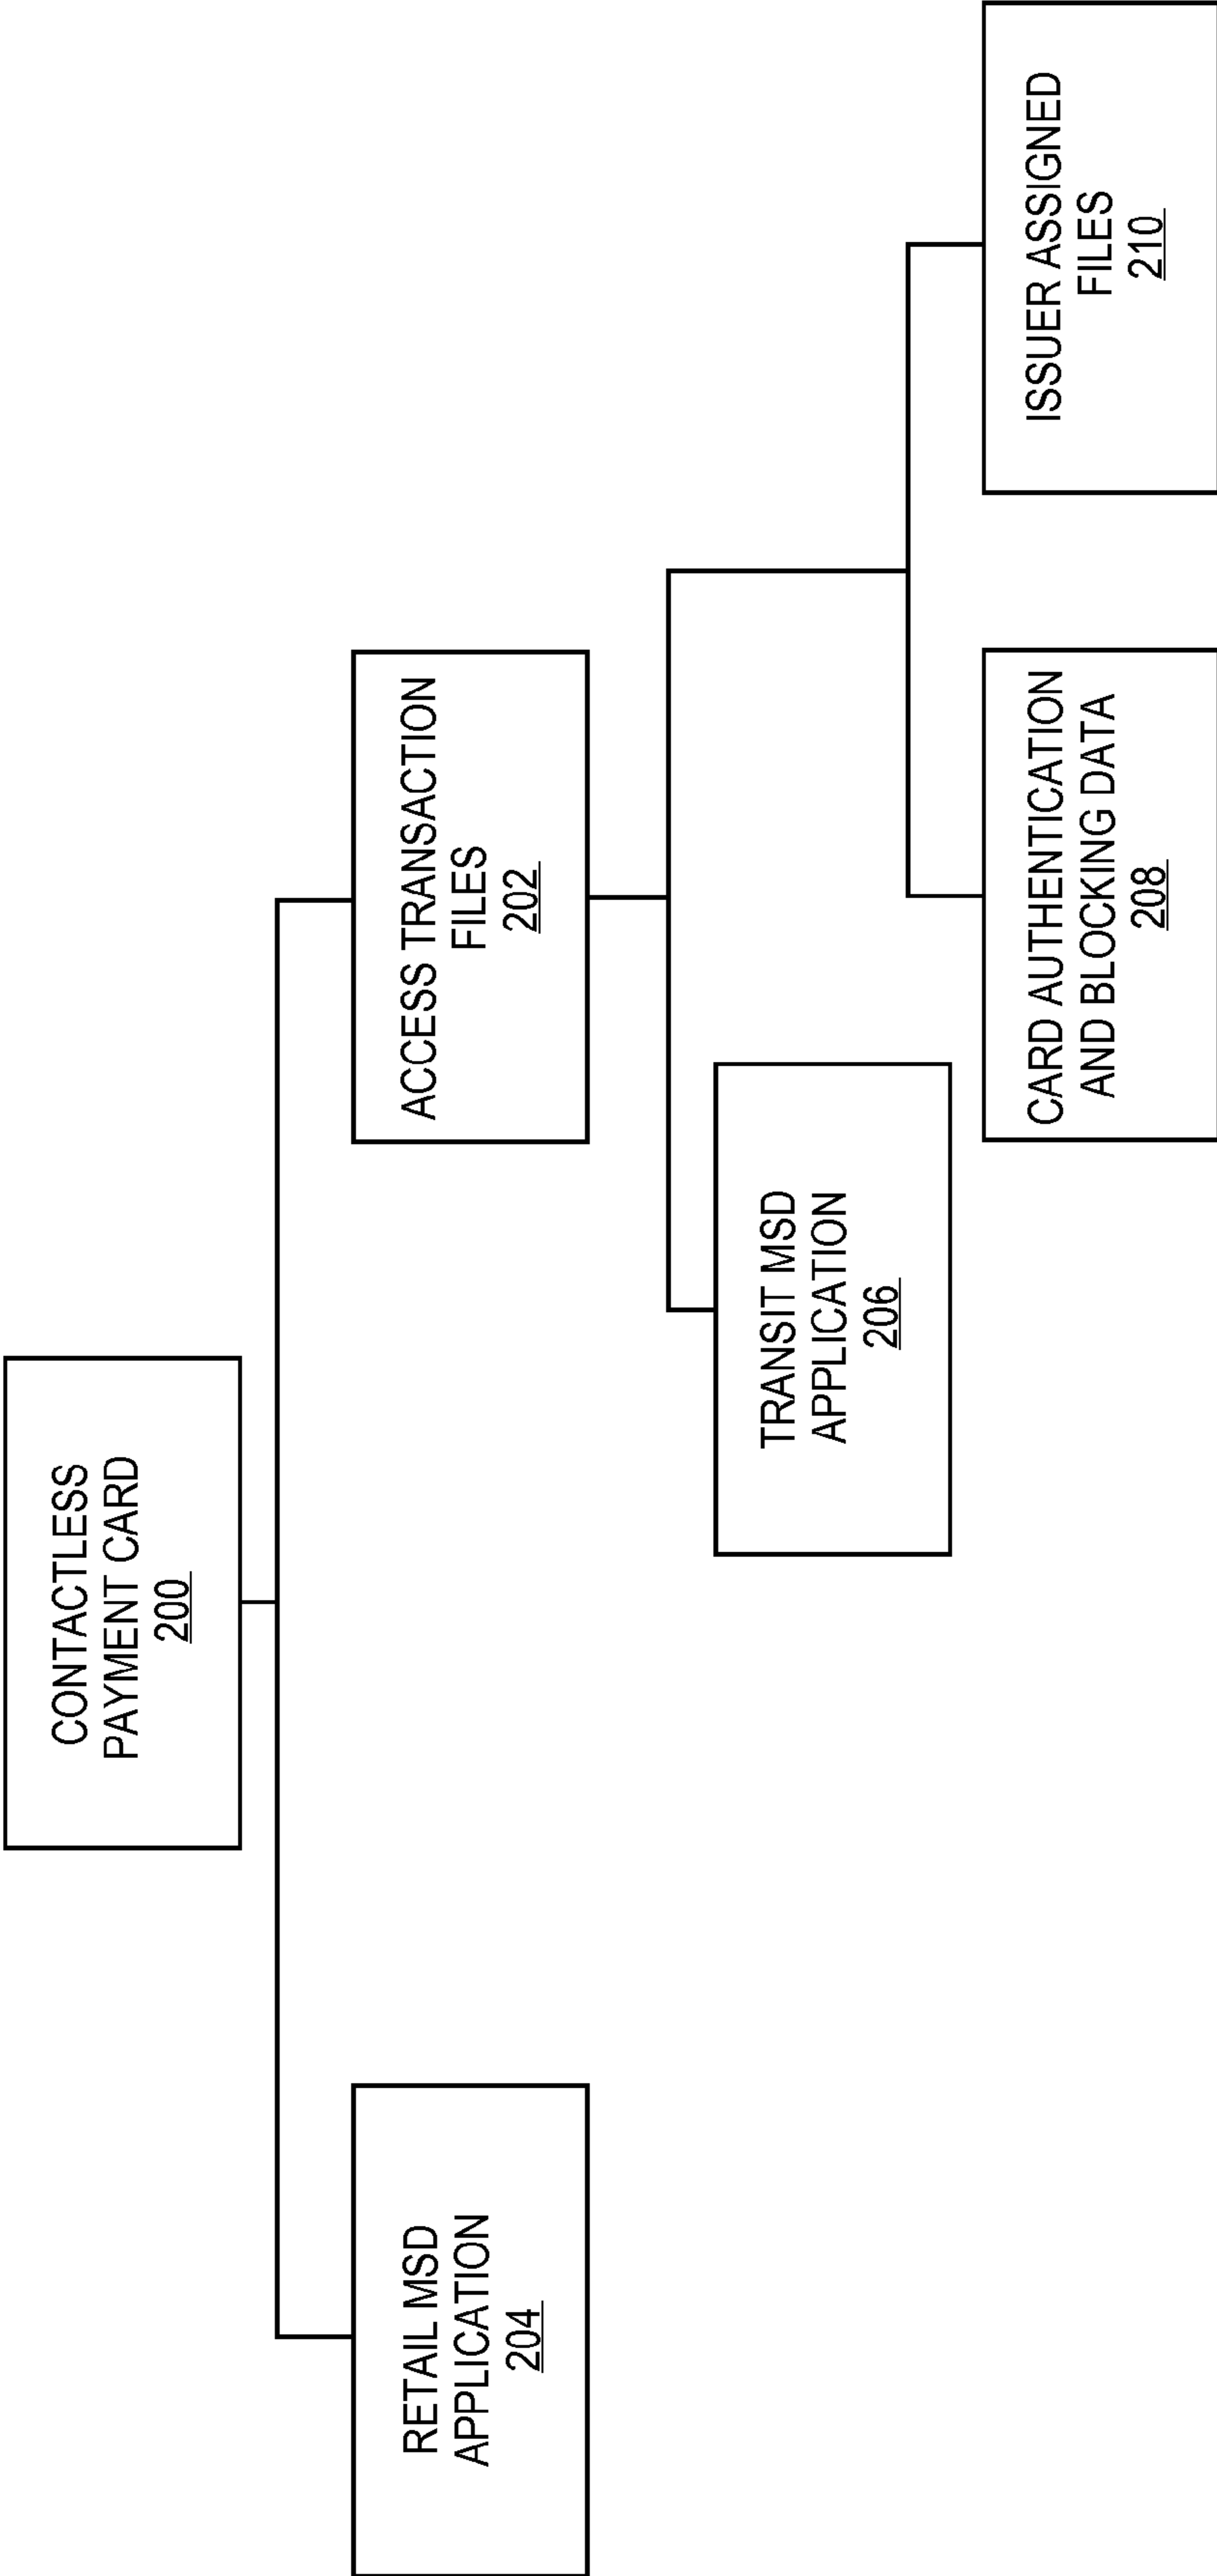 CONTACTLESS
PAYMENT CARD
200
RETAIL MSD
APPLICATION
204
ACCESS TRANSACTION
FILES
202
TRANSIT MSD
APPLICATION
206
CARD AUTHENTICATION
AND BLOCKING DATA
208
ISSUER ASSIGNED
FILES
210